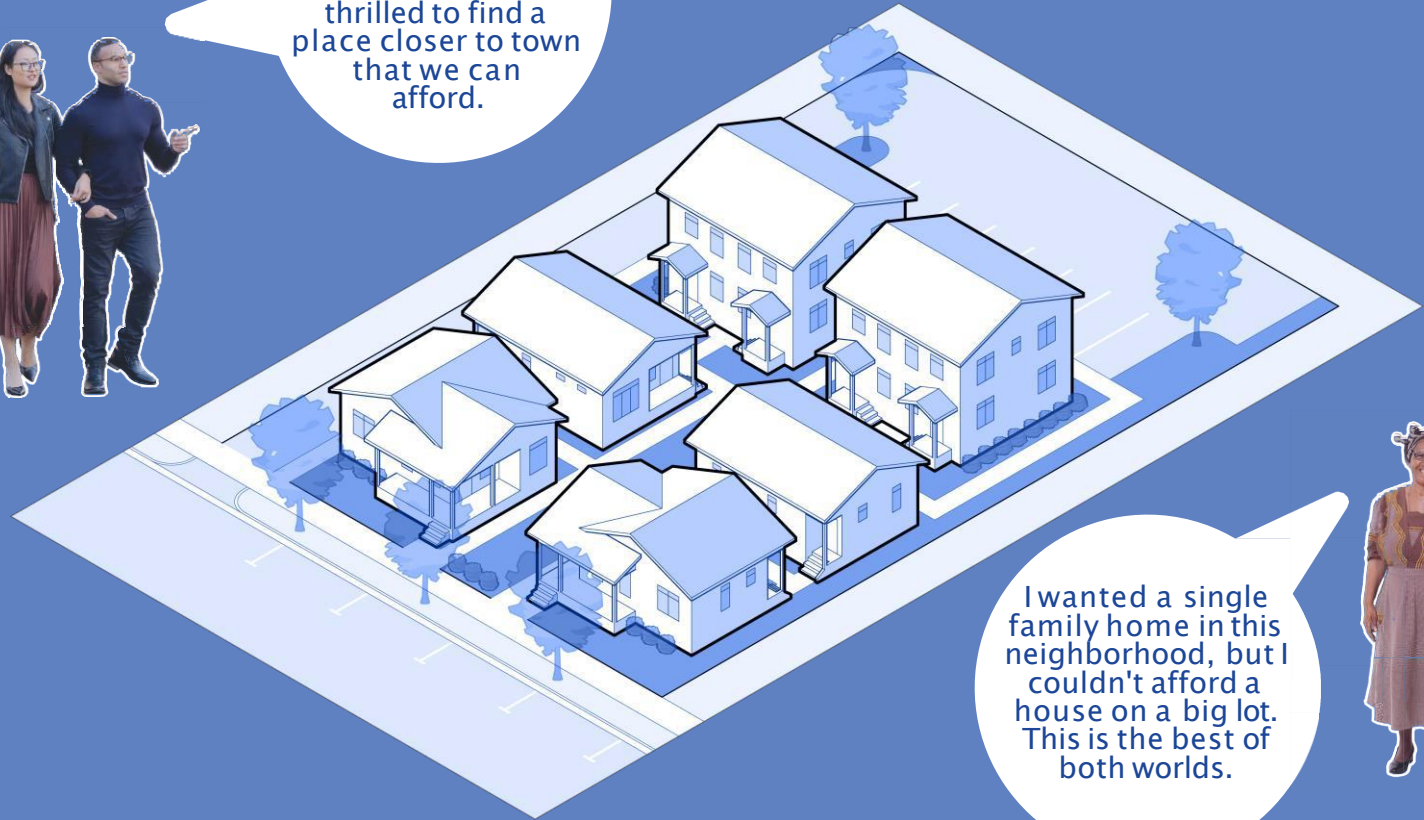 thrilled to find a
place closer to town
that we can
afford.
I wanted a single
family home in this
neighborhood, but I
couldn't afford a
house on a big lot.
This is the best of
both worlds.